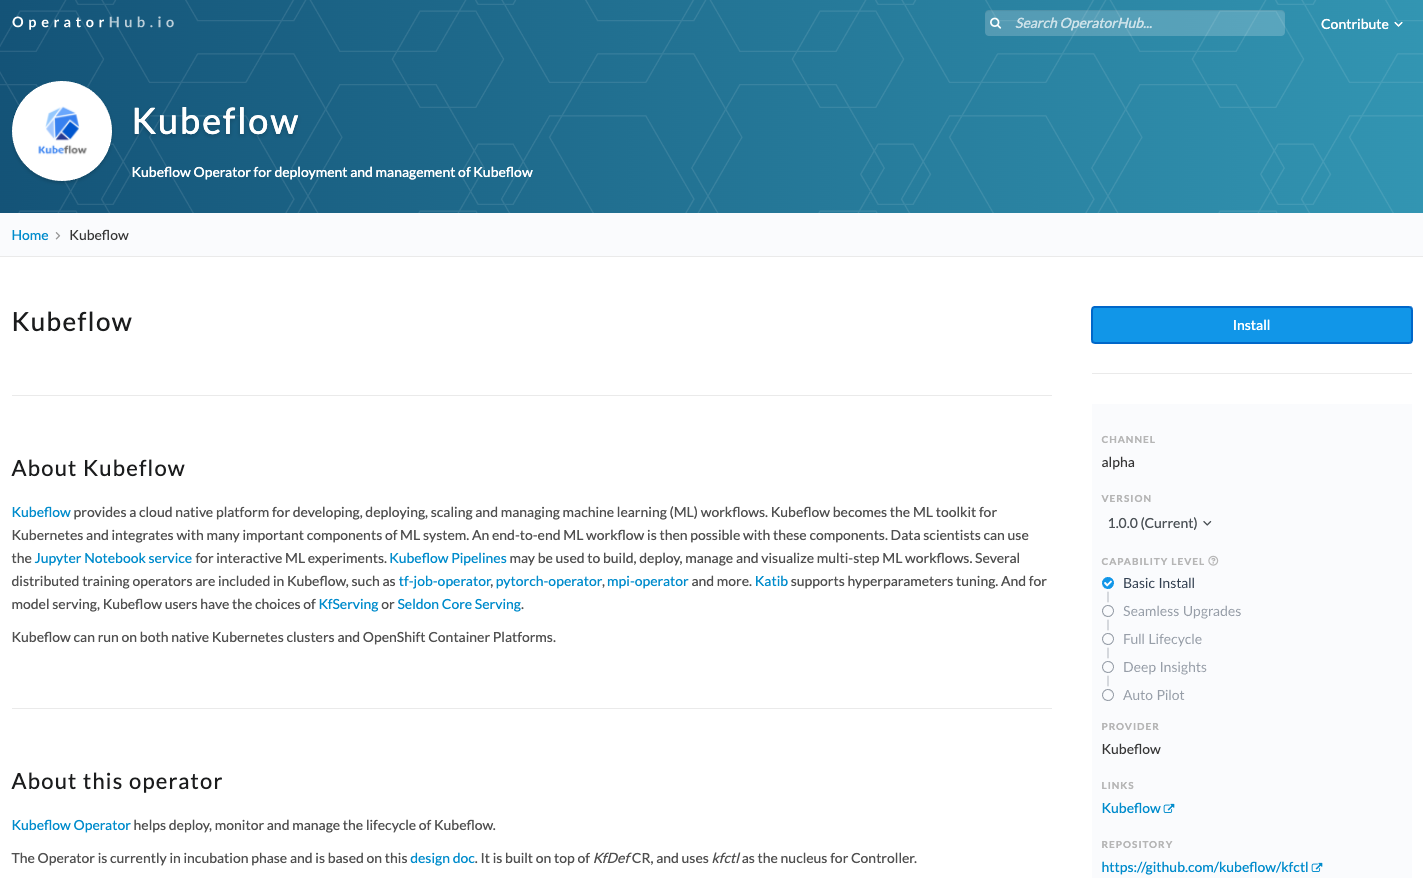 OperatorHub.io
Search OperatorHub...
Contribute
Kubeflow
Kubeflow
Kubeflow Operator for deployment and management of Kubeflow
Home > Kubeflow
Kubeflow
Install
About Kubeflow
Kubeflow provides a cloud native platform for developing, deploying, scaling and managing machine learning (ML) workflows. Kubeflow becomes the ML toolkit for
Kubernetes and integrates with many important components of ML system. An end-to-end ML workflow is then possible with these components. Data scientists can use
the Jupyter Notebook service for interactive ML experiments. Kubeflow Pipelines may be used to build, deploy, manage and visualize multi-step ML workflows. Several
distributed training operators are included in Kubeflow, such as tf-job-operator, pytorch-operator, mpi-operator and more. Katib supports hyperparameters tuning. And for
model serving, Kubeflow users have the choices of KfServing or Seldon Core Serving.
Kubeflow can run on both native Kubernetes clusters and OpenShift Container Platforms.
About this operator
Kubeflow Operator helps deploy, monitor and manage the lifecycle of Kubeflow.
The Operator is currently in incubation phase and is based on this design doc. It is built on top of KfDef CR, and uses kfctl as the nucleus for Controller.
CHANNEL
alpha
VERSION
1.0.0 (Current)
CAPABILITY LEVEL
Basic Install
Seamless Upgrades
Full Lifecycle
Deep Insights
Auto Pilot
PROVIDER
Kubeflow
LINKS
Kubeflow
REPOSITORY
https://github.com/kubeflow/kfctl